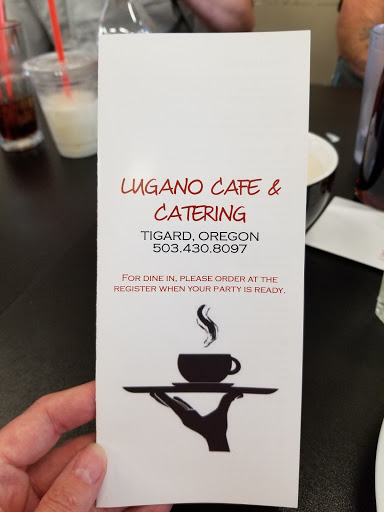 LUGANO CAFE &
CATERING
TIGARD, OREGON
503.430.8097
FOR DINE IN, PLEASE ORDER AT THE
REGISTER WHEN YOUR PARTY IS READY.